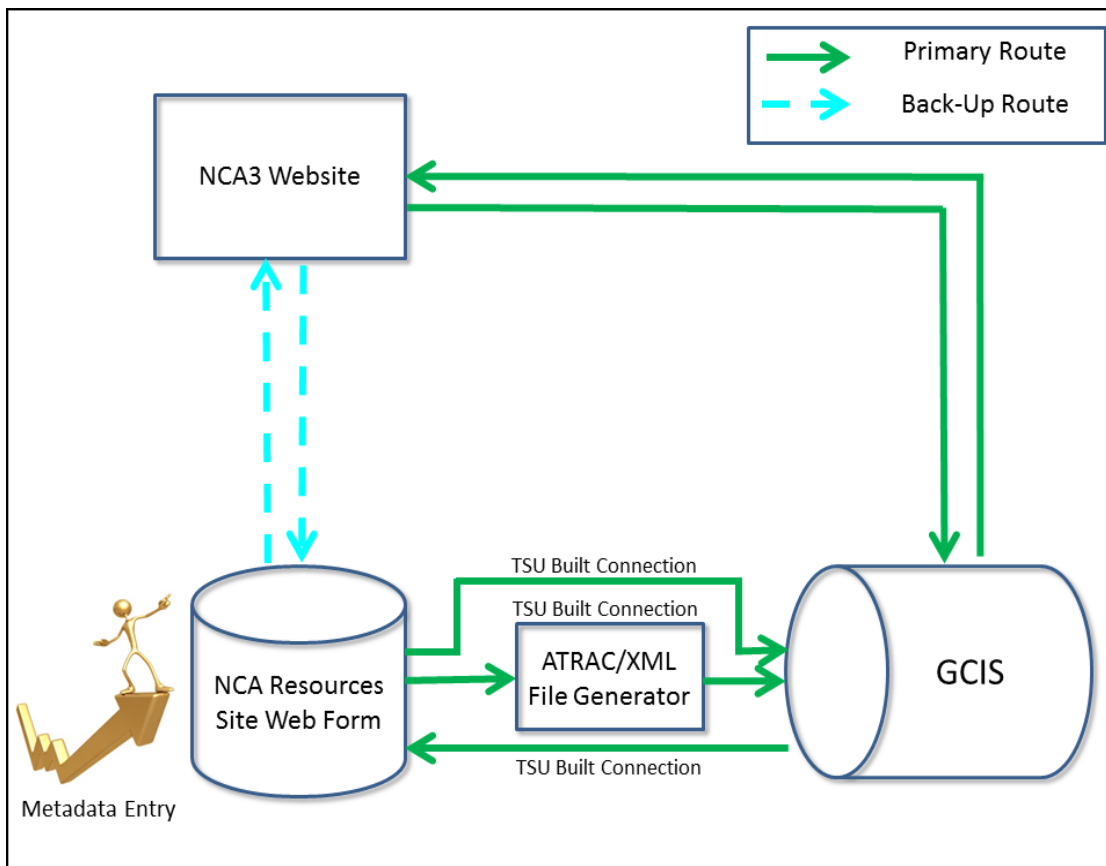 Primary Route
Back-Up Route
NCA3 Website
TSU Built Connection
TSU Built Connection
ATRAC/XML
File Generator
NCA Resources
Site Web Form
GCIS
TSU Built Connection
Metadata Entry